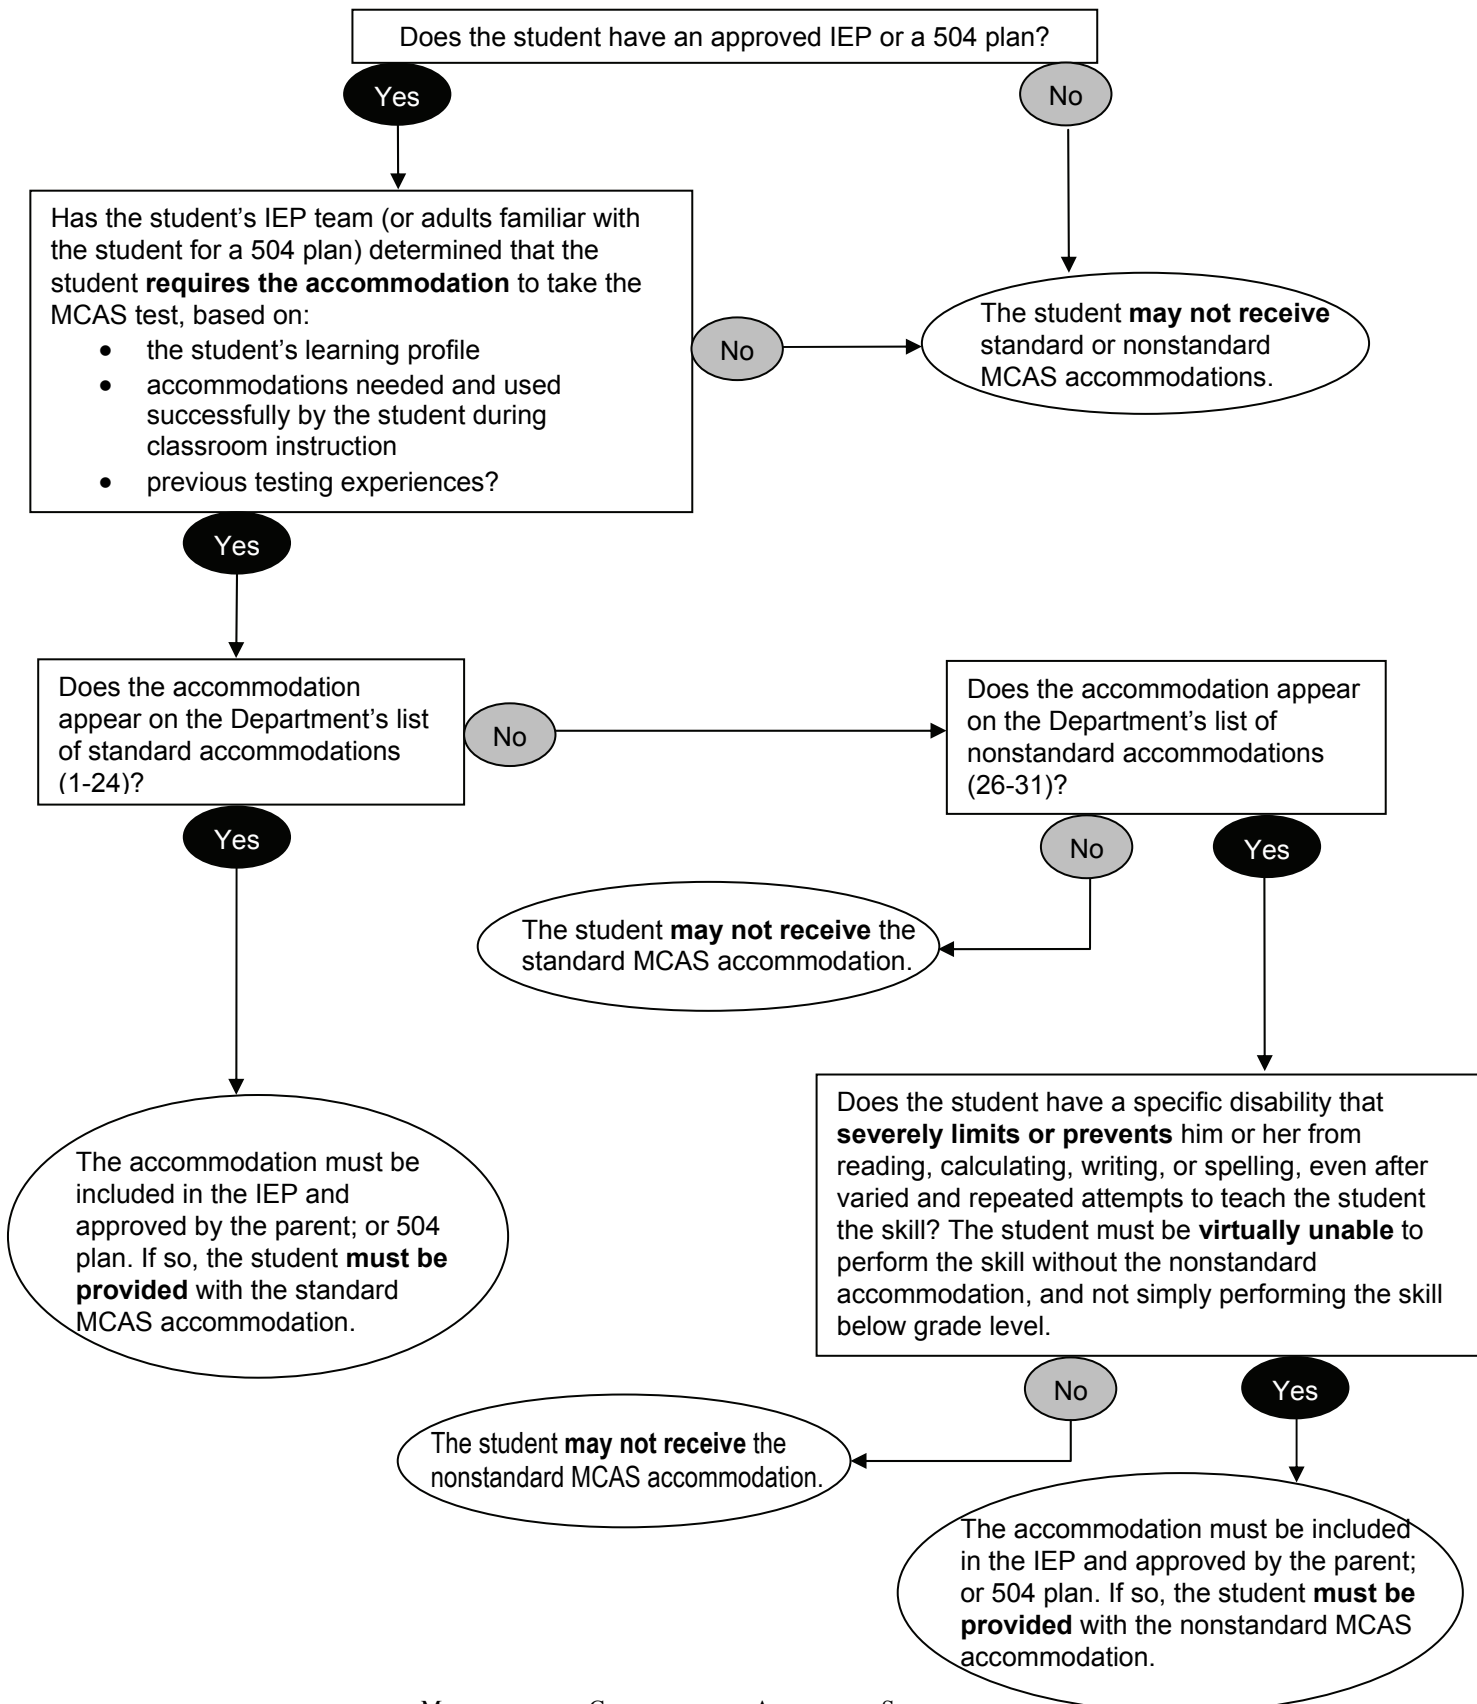 Does the student have an approved IEP or a 504 plan?
Yes
No
Has the student's IEP team (or adults familiar with
the student for a 504 plan) determined that the
student requires the accommodation to take the
MCAS test, based on:
• the student's learning profile
• accommodations needed and used
successfully by the student during
classroom instruction
• previous testing experiences?
No
The student may not receive
standard or nonstandard
MCAS accommodations.
Yes
Does the accommodation
appear on the Department's list
of standard accommodations
(1-24)?
No
Does the accommodation appear
on the Department's list of
nonstandard accommodations
(26-31)?
Yes
No
Yes
The student may not receive the
standard MCAS accommodation.
The accommodation must be
included in the IEP and
approved by the parent; or 504
plan. If so, the student must be
provided with the standard
MCAS accommodation.
Does the student have a specific disability that
severely limits or prevents him or her from
reading, calculating, writing, or spelling, even after
varied and repeated attempts to teach the student
the skill? The student must be virtually unable to
perform the skill without the nonstandard
accommodation, and not simply performing the skill
below grade level.
No
Yes
The student may not receive the
nonstandard MCAS accommodation.
The accommodation must be included
in the IEP and approved by the parent;
or 504 plan. If so, the student must be
provided with the nonstandard MCAS
accommodation.